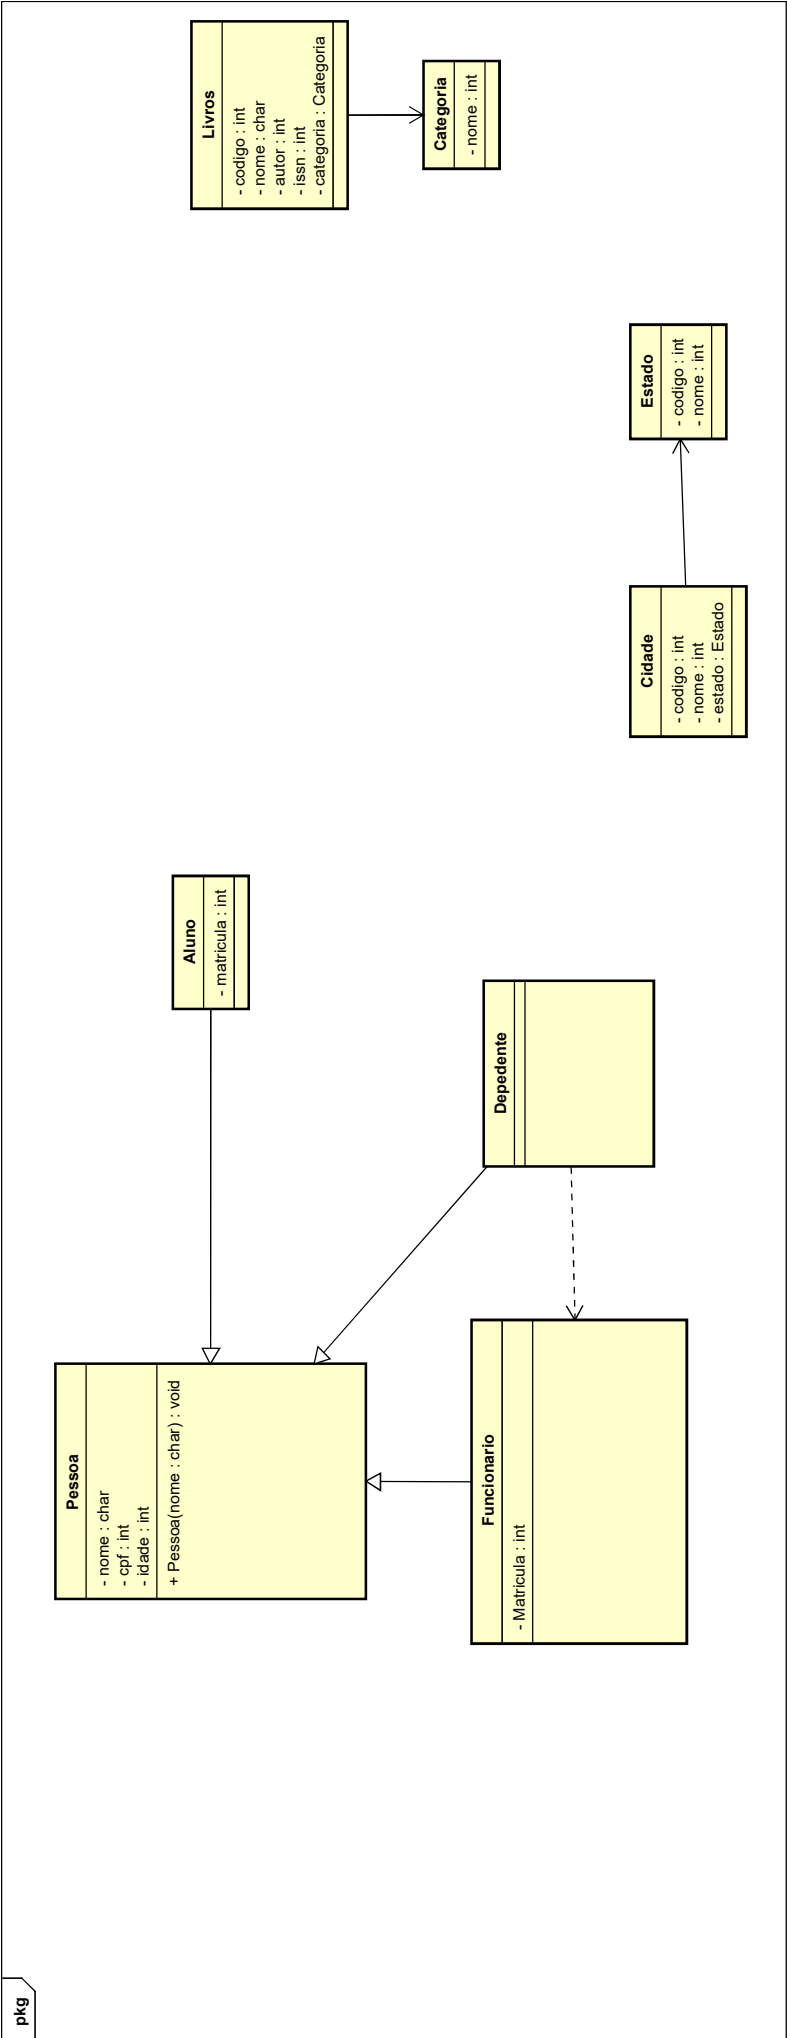 pkg
Pessoa
- nome : char
- cpf : int
- idade : int
+ Pessoa(nome : char) : void
Funcionario
- Matricula : int
Aluno
- matricula : int
Depedente
Livros
- codigo : int
- nome : char
- autor : int
- issn : int
- categoria : Categoria
Categoria
- nome : int
Cidade
- codigo : int
- nome : int
- estado : Estado
Estado
- codigo : int
- nome : int